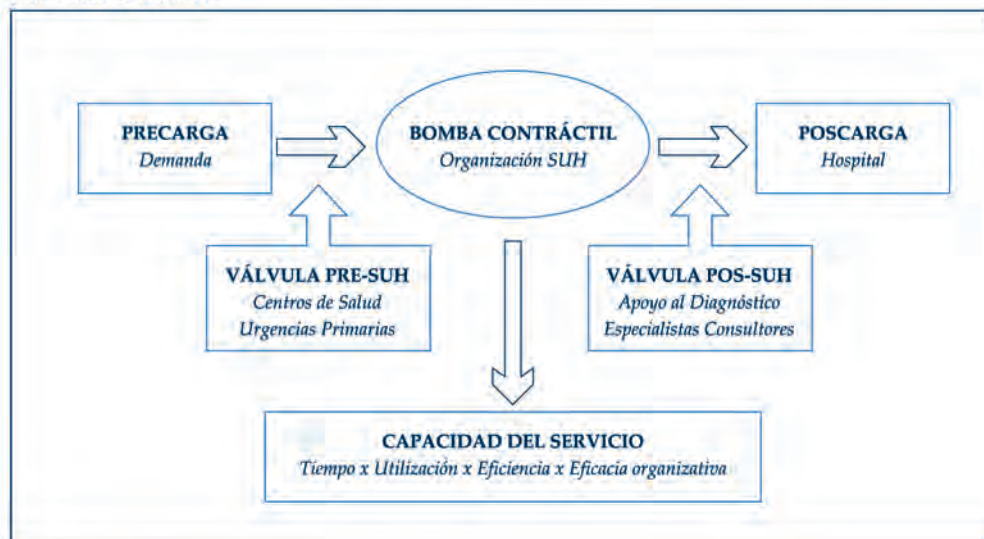 PRECARGA
Demanda
BOMBA CONTRÁCTIL
Organización SUH
POSCARGA
Hospital
VÁLVULA PRE-SUH
Centros de Salud
Urgencias Primarias
VÁLVULA POS-SUH
Apoyo al Diagnóstico
Especialistas Consultores
CAPACIDAD DEL SERVICIO
Tiempo x Utilización x Eficiencia x Eficacia organizativa